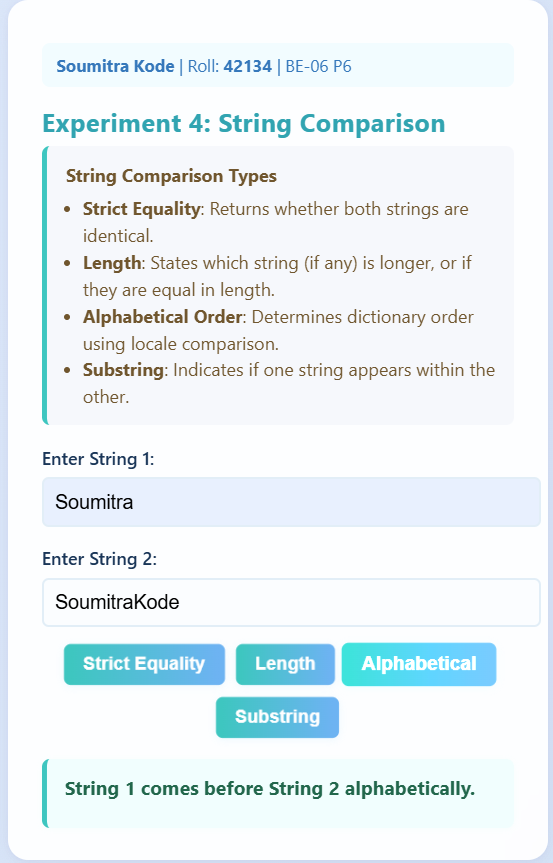 Soumitra Kode | Roll: 42134 | BE-06 P6
Experiment 4: String Comparison
String Comparison Types
• Strict Equality: Returns whether both strings are
identical.
• Length: States which string (if any) is longer, or if
they are equal in length.
• Alphabetical Order: Determines dictionary order
using locale comparison.
• Substring: Indicates if one string appears within the
other.
Enter String 1:
Soumitra
Enter String 2:
SoumitraKode
Strict Equality Length Alphabetical
Substring
String 1 comes before String 2 alphabetically.